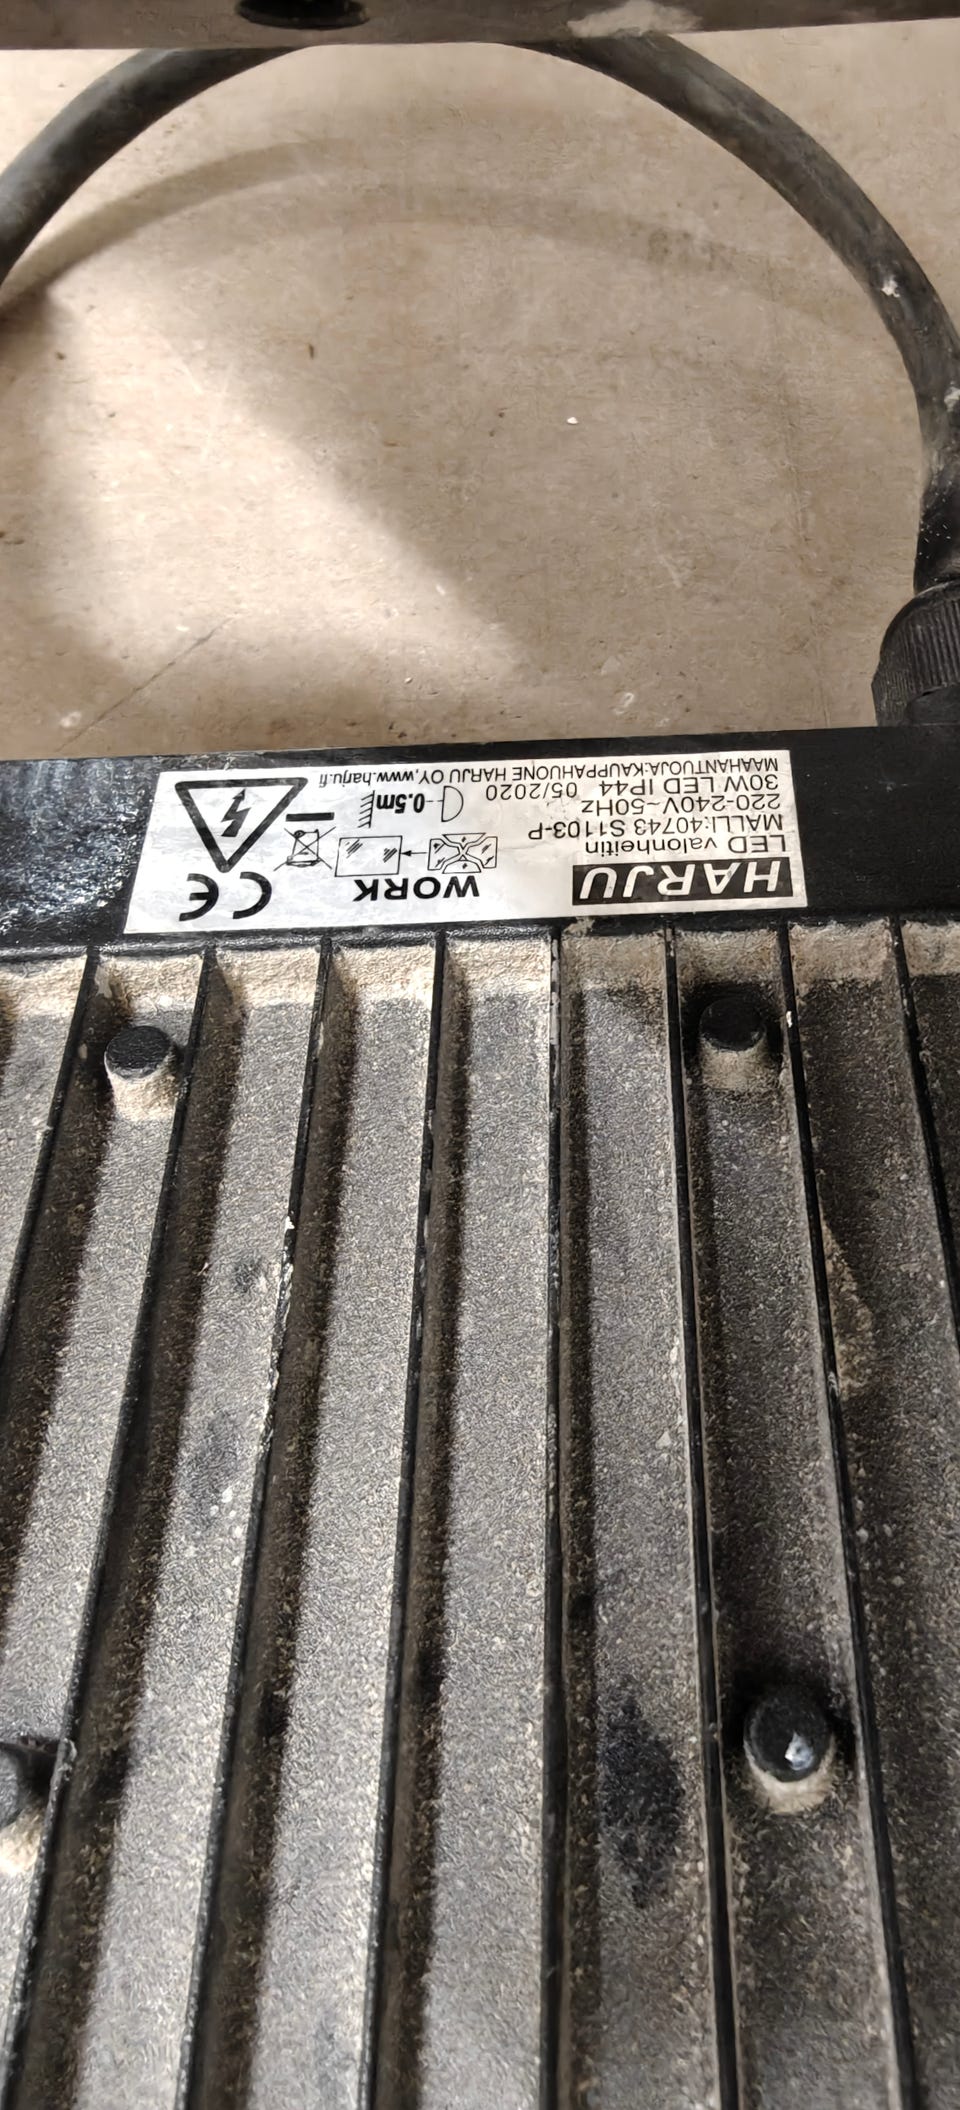 HARJU
LED valonheitin
MALLI:40743 S1103-P
220-240V~50Hz
30W LED IP44 05/2020
MAAHANTUOJA:KAUPPAHUONE HARJU OY,www.harju.fi
WORK
0.5m
CE